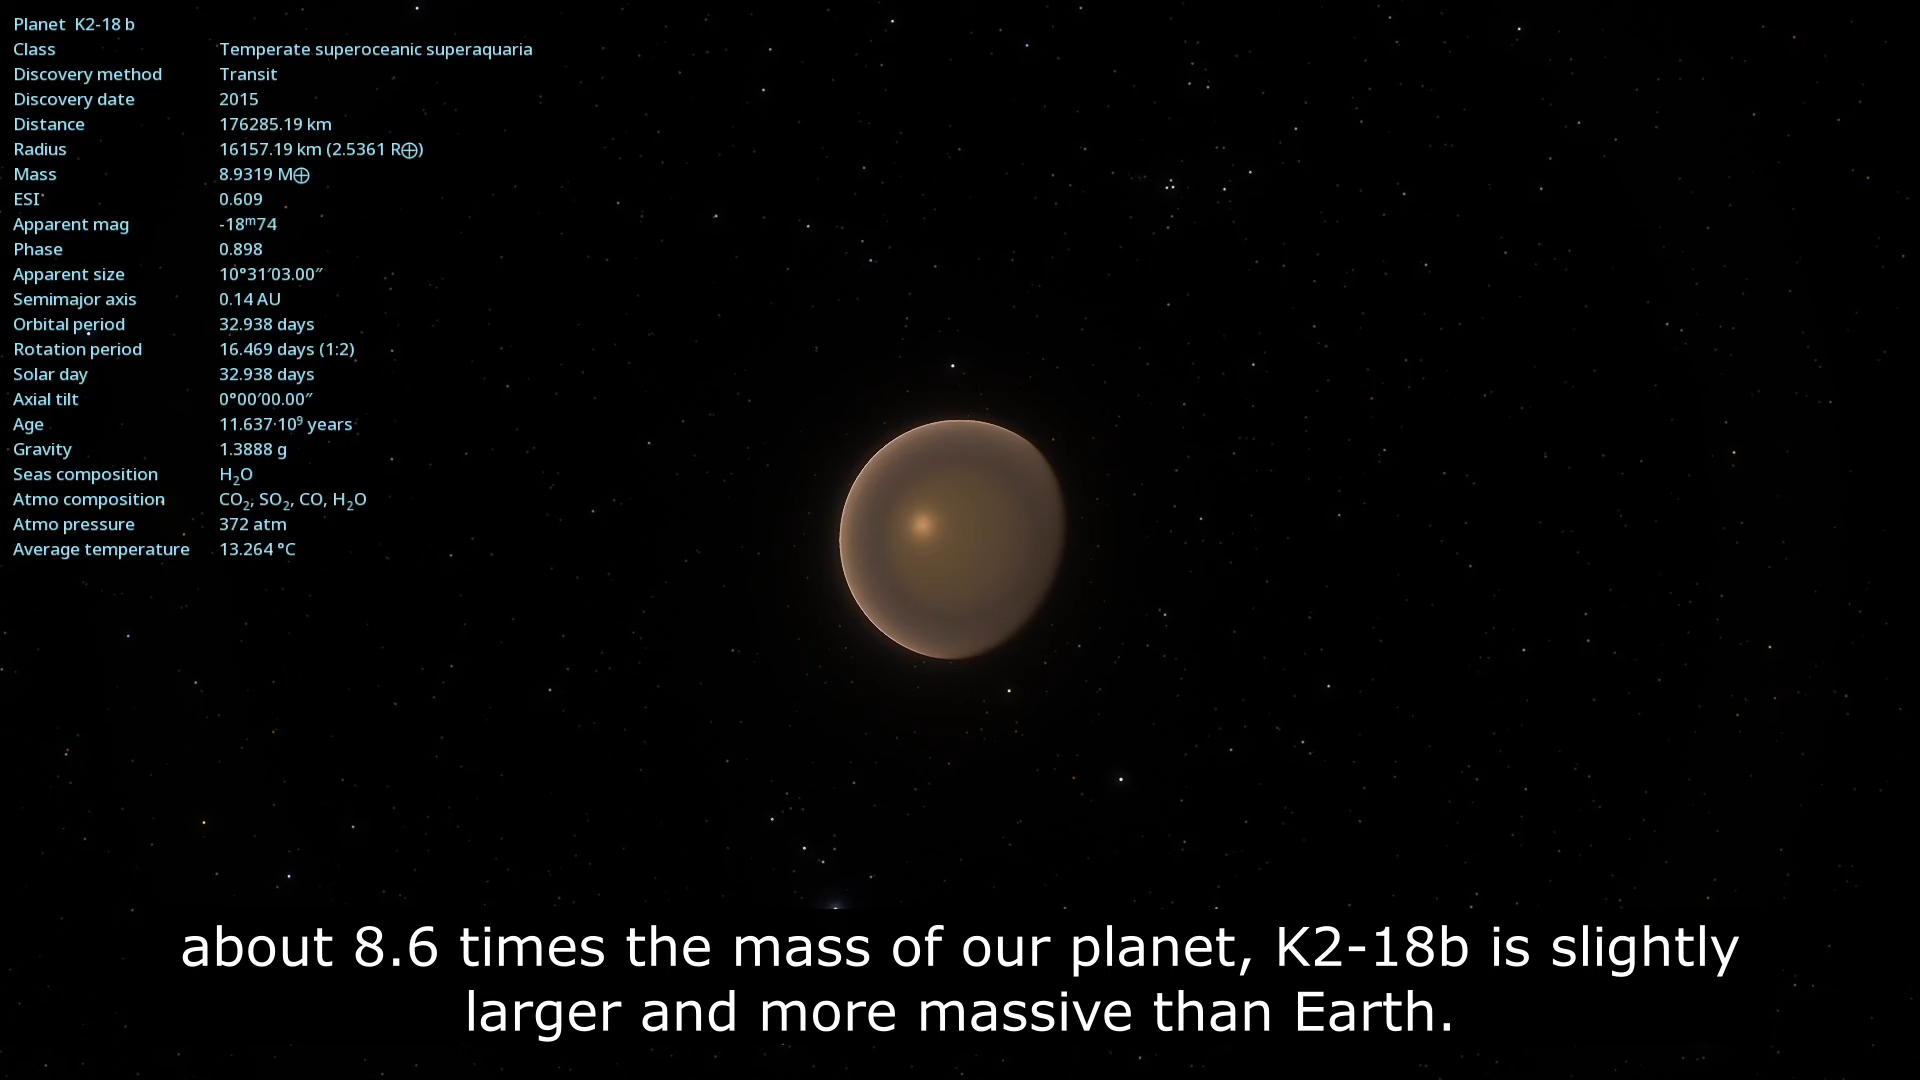 Planet K2-18 b
Class Temperate superoceanic superaquaria
Discovery method Transit
Discovery date 2015
Distance 176285.19 km
Radius 16157.19 km (2.5361 R⨁)
Mass 8.9319 M⨁
ESI 0.609
Apparent mag -18ᵐ74
Phase 0.898
Apparent size 10°31′03.00″
Semimajor axis 0.14 AU
Orbital period 32.938 days
Rotation period 16.469 days (1:2)
Solar day 32.938 days
Axial tilt 0°00′00.00″
Age 11.637·10⁹ years
Gravity 1.3888 g
Seas composition H₂O
Atmo composition CO₂, SO₂, CO, H₂O
Atmo pressure 372 atm
Average temperature 13.264 °C
about 8.6 times the mass of our planet, K2-18b is slightly
larger and more massive than Earth.